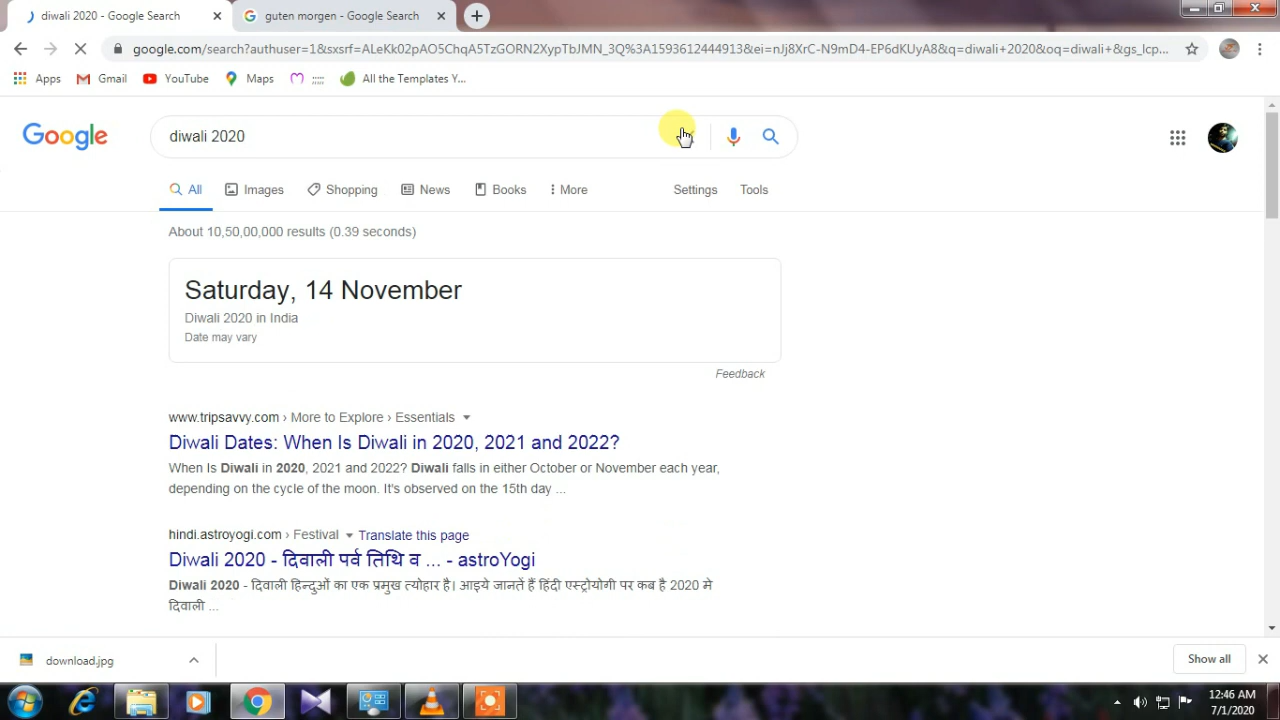 diwali 2020 - Google Search
guten morgen - Google Search
google.com/search?authuser=1&sxsrf=ALeKk02pAO5ChqA5TzGORN2XypTbJMN_3Q%3A1593612444913&ei=nJj8XrC-N9mD4-EP6dKUyA8&q=diwali+2020&oq=diwali+&gs_lcp...
Apps Gmail YouTube Maps ;;;; All the Templates Y...
Google
diwali 2020
All Images Shopping News Books More Settings Tools
About 10,50,00,000 results (0.39 seconds)
Saturday, 14 November
Diwali 2020 in India
Date may vary
Feedback
www.tripsavvy.com › More to Explore › Essentials
Diwali Dates: When Is Diwali in 2020, 2021 and 2022?
When Is Diwali in 2020, 2021 and 2022? Diwali falls in either October or November each year,
depending on the cycle of the moon. It's observed on the 15th day ...
hindi.astroyogi.com › Festival Translate this page
Diwali 2020 - दिवाली पर्व तिथि व ... - astroYogi
Diwali 2020 - दिवाली हिन्दुओं का एक प्रमुख त्योहार है। आइये जानतें हैं हिंदी एस्ट्रोयोगी पर कब है 2020 मे
दिवाली ...
download.jpg
Show all
12:46 AM
7/1/2020